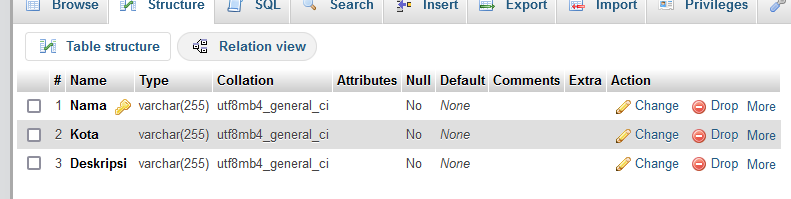 Browse Structure SQL Search Insert Export Import Privileges
Table structure Relation view
# Name Type Collation Attributes Null Default Comments Extra Action
1 Nama varchar(255) utf8mb4_general_ci No None Change Drop More
2 Kota varchar(255) utf8mb4_general_ci No None Change Drop More
3 Deskripsi varchar(255) utf8mb4_general_ci No None Change Drop More